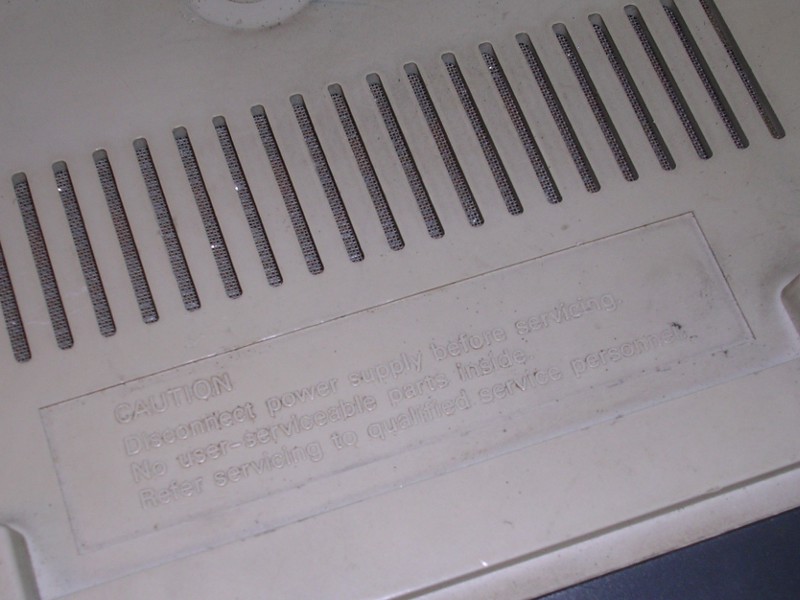 CAUTION
Disconnect power supply before servicing.
No user-serviceable parts inside.
Refer servicing to qualified service personnel.